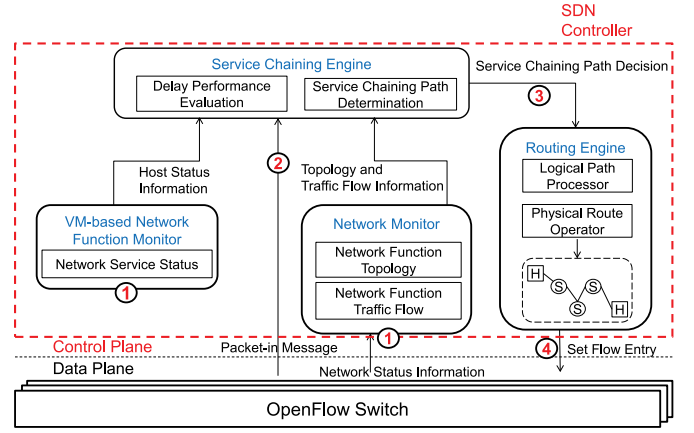 SDN
Controller
Service Chaining Engine
Delay Performance
Evaluation
Service Chaining Path
Determination
Service Chaining Path Decision
3
Routing Engine
Logical Path
Processor
Physical Route
Operator
H
S
S
S
H
2
Host Status
Information
Topology and
Traffic Flow Information
VM-based Network
Function Monitor
Network Service Status
1
Network Monitor
Network Function
Topology
Network Function
Traffic Flow
1
4
Control Plane
Packet-in Message
Set Flow Entry
Data Plane
Network Status Information
OpenFlow Switch